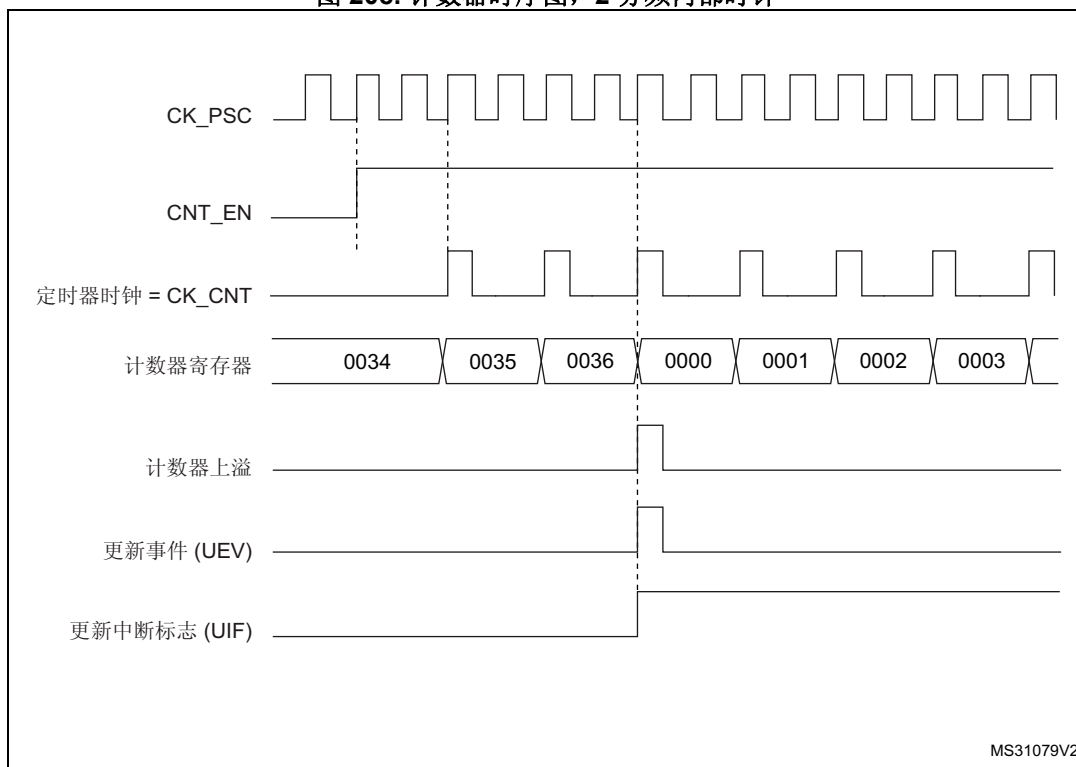 CK_PSC
CNT_EN
定时器时钟 = CK_CNT
计数器寄存器 0034 0035 0036 0000 0001 0002 0003
计数器上溢
更新事件 (UEV)
更新中断标志 (UIF)
MS31079V2